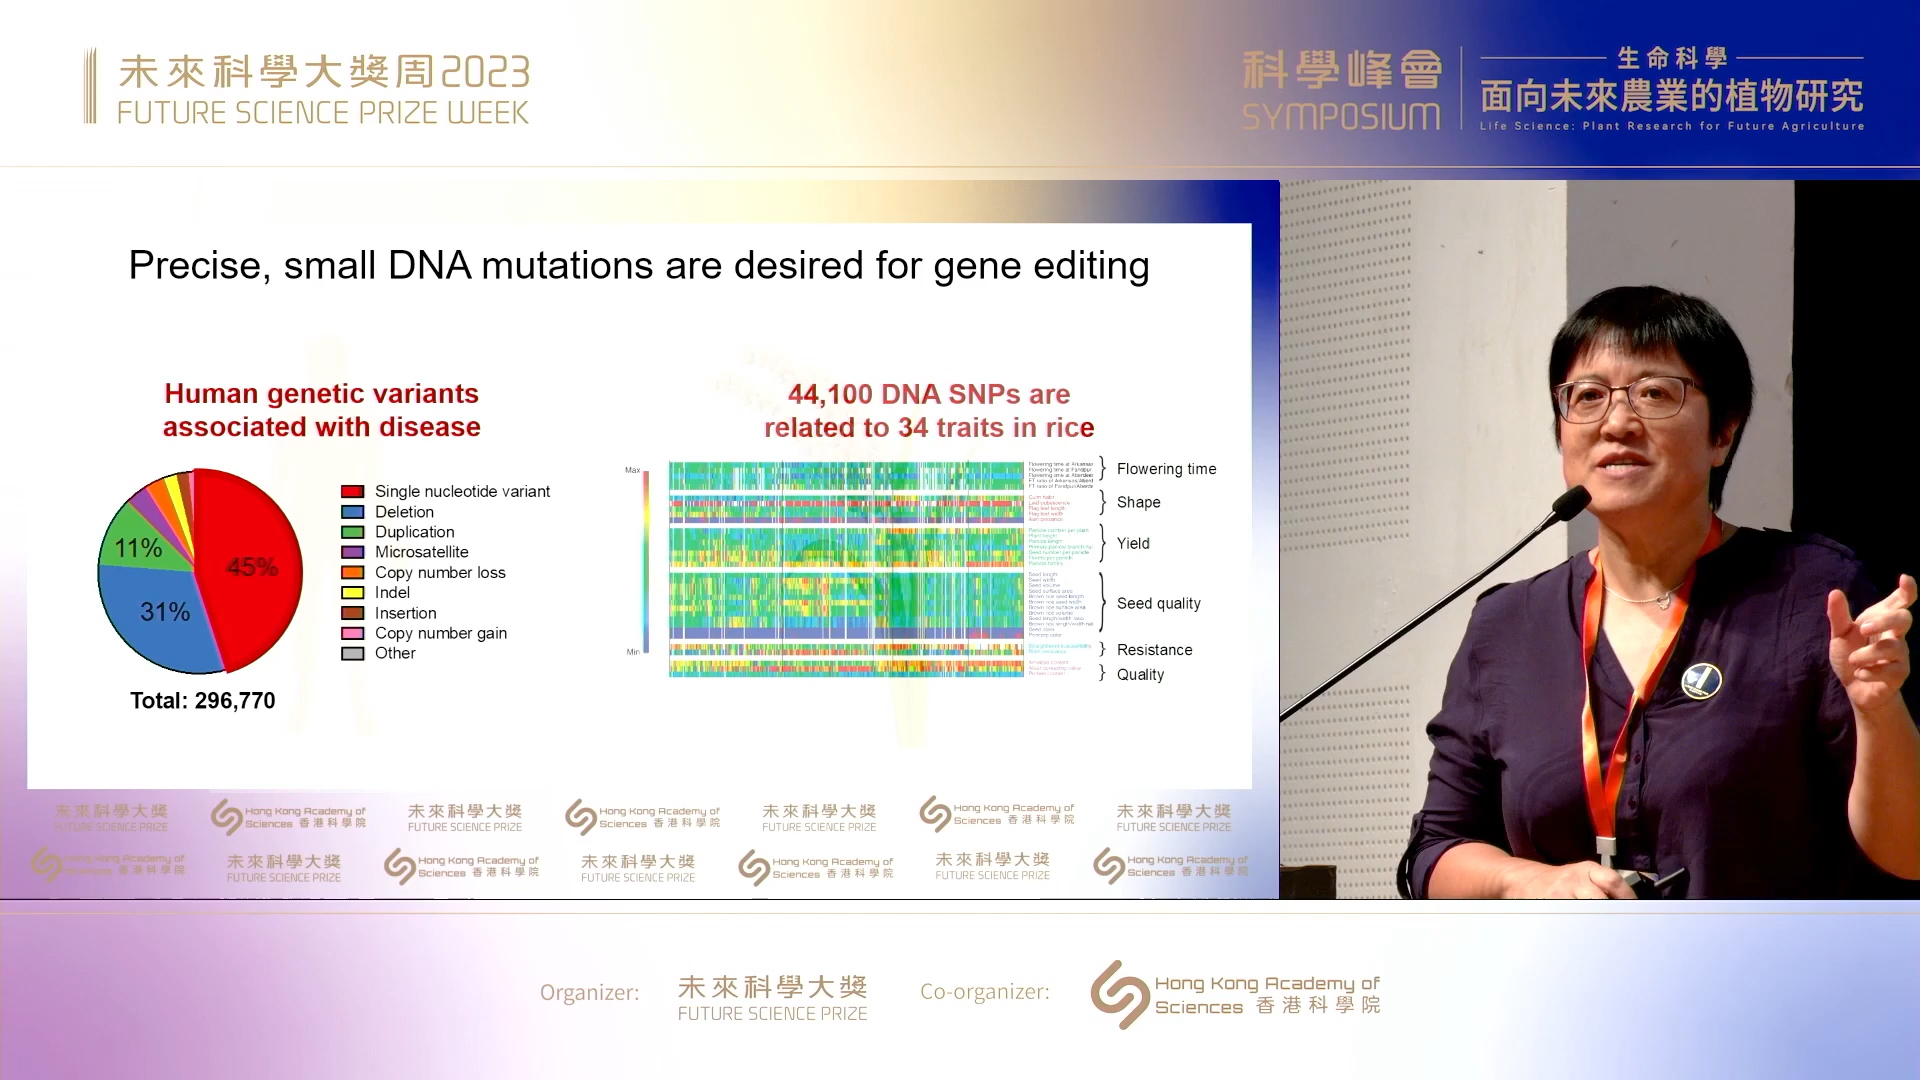 未來科學大獎周2023
FUTURE SCIENCE PRIZE WEEK
科學峰會
SYMPOSIUM
生命科學
面向未來農業的植物研究
Life Science: Plant Research for Future Agriculture
Precise, small DNA mutations are desired for gene editing
Human genetic variants
associated with disease
45%
31%
11%
Single nucleotide variant
Deletion
Duplication
Microsatellite
Copy number loss
Indel
Insertion
Copy number gain
Other
Total: 296,770
44,100 DNA SNPs are
related to 34 traits in rice
Max
Min
Flowering time
Shape
Yield
Seed quality
Resistance
Quality
未來科學大獎
FUTURE SCIENCE PRIZE
Hong Kong Academy of
Sciences 香港科學院
未來科學大獎
FUTURE SCIENCE PRIZE
Hong Kong Academy of
Sciences 香港科學院
未來科學大獎
FUTURE SCIENCE PRIZE
Hong Kong Academy of
Sciences 香港科學院
未來科學大獎
FUTURE SCIENCE PRIZE
Hong Kong Academy of
Sciences 香港科學院
未來科學大獎
FUTURE SCIENCE PRIZE
Hong Kong Academy of
Sciences 香港科學院
未來科學大獎
FUTURE SCIENCE PRIZE
Hong Kong Academy of
Sciences 香港科學院
未來科學大獎
FUTURE SCIENCE PRIZE
Hong Kong Academy of
Sciences 香港科學院
Organizer:
未來科學大獎
FUTURE SCIENCE PRIZE
Co-organizer:
Hong Kong Academy of
Sciences 香港科學院